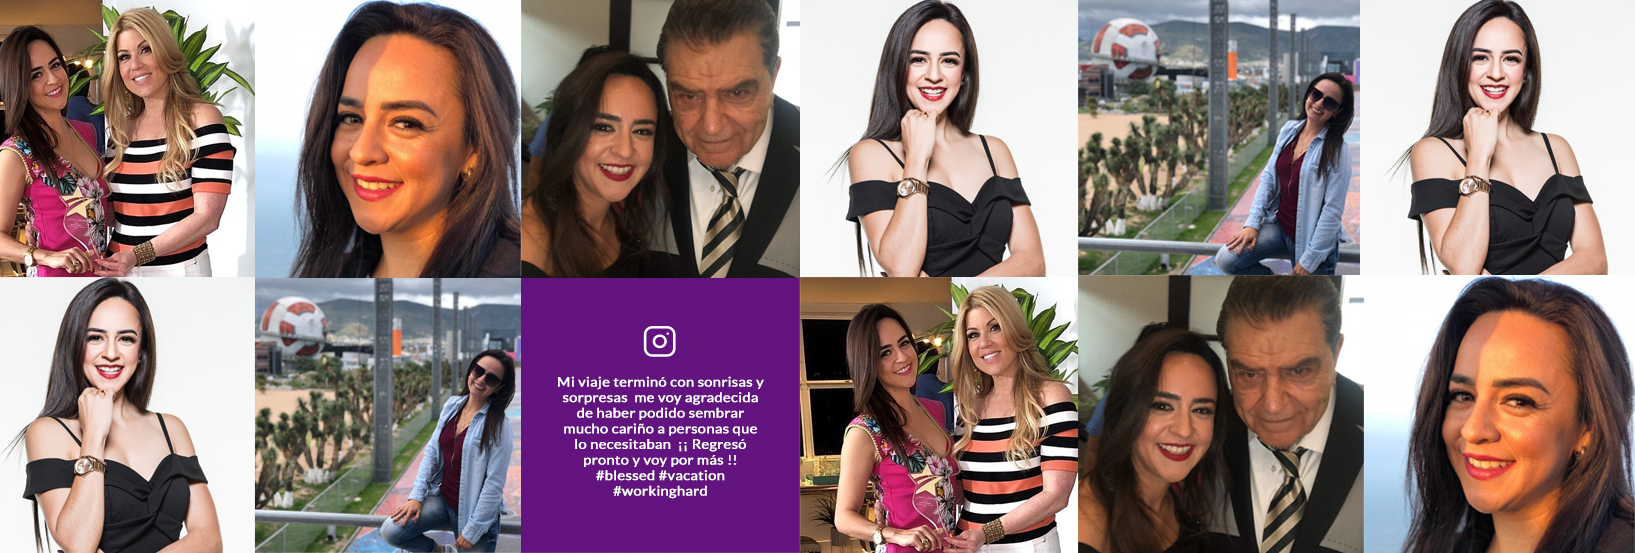 Mi viaje terminó con sonrisas y
sorpresas me voy agradecida
de haber podido sembrar
mucho cariño a personas que
lo necesitaban ¡¡ Regresó
pronto y voy por más !!
#blessed #vacation
#workinghard